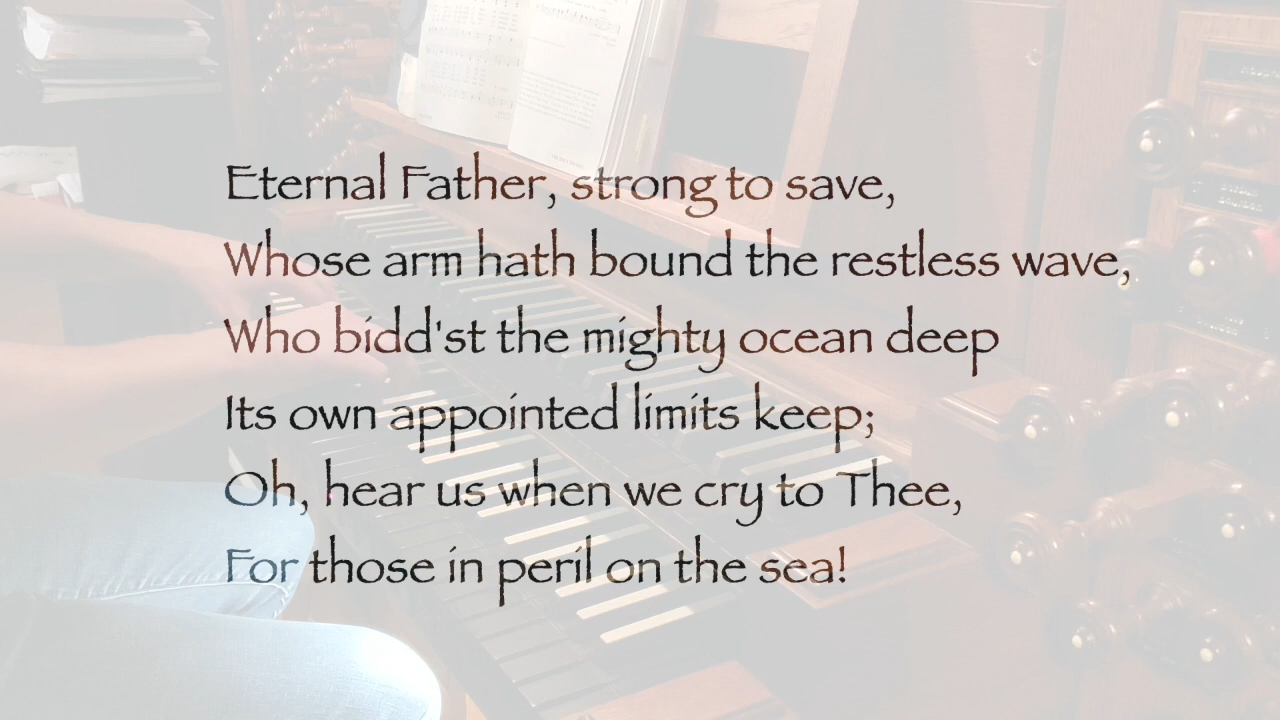 Eternal Father, strong to save,
Whose arm hath bound the restless wave,
Who bidd'st the mighty ocean deep
Its own appointed limits keep;
Oh, hear us when we cry to Thee,
For those in peril on the sea!